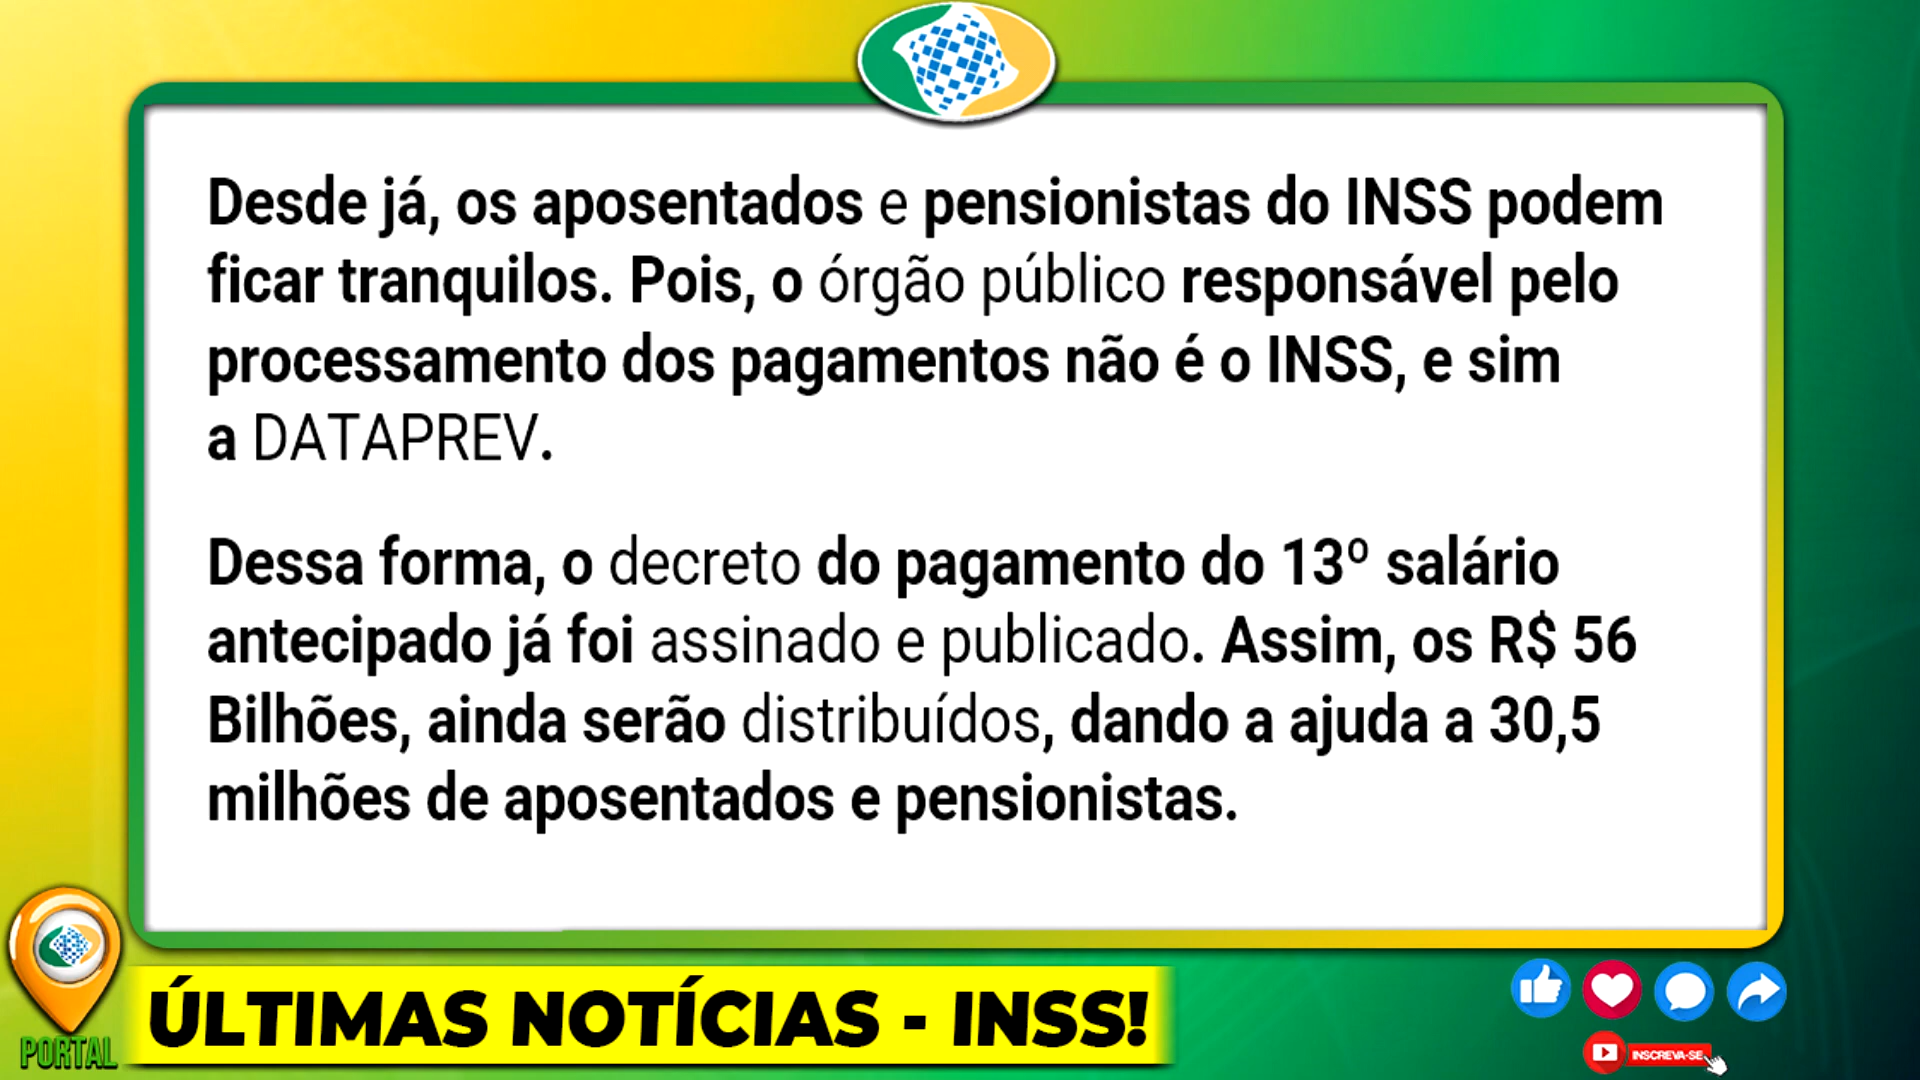 Desde já, os aposentados e pensionistas do INSS podem
ficar tranquilos. Pois, o órgão público responsável pelo
processamento dos pagamentos não é o INSS, e sim
a DATAPREV.
Dessa forma, o decreto do pagamento do 13º salário
antecipado já foi assinado e publicado. Assim, os R$ 56
Bilhões, ainda serão distribuídos, dando a ajuda a 30,5
milhões de aposentados e pensionistas.
ÚLTIMAS NOTÍCIAS - INSS!
PORTAL
INSCREVA-SE